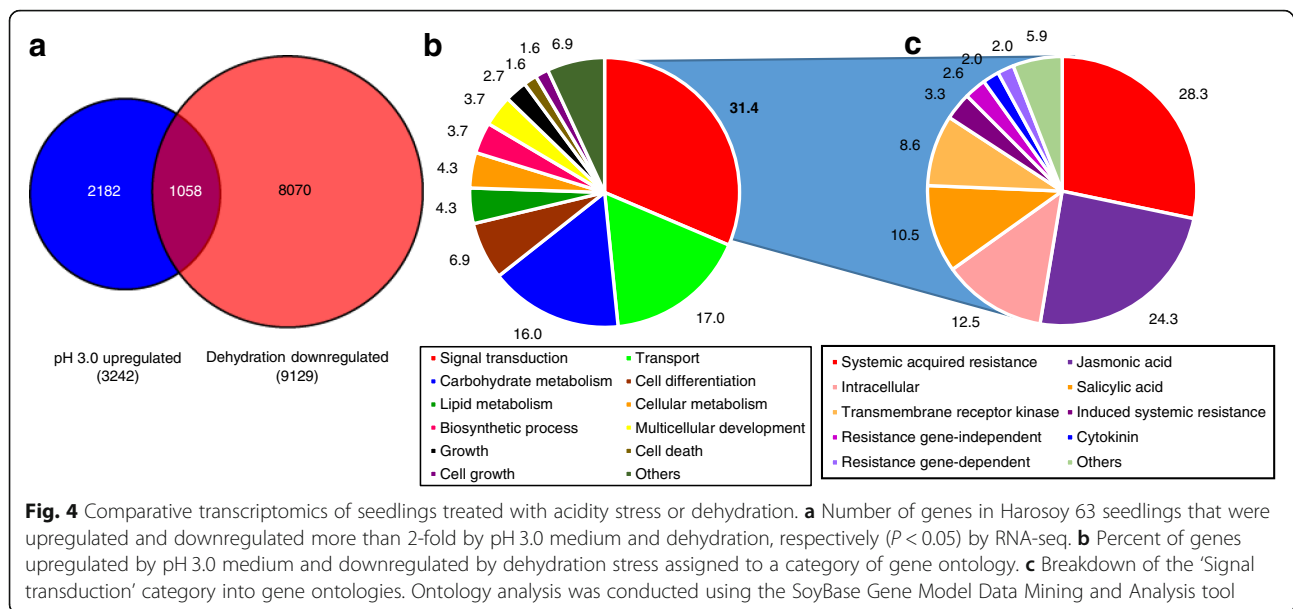 a
2182
1058
8070
pH 3.0 upregulated
(3242)
Dehydration downregulated
(9129)
b
31.4
17.0
16.0
6.9
4.3
4.3
3.7
3.7
2.7
1.6
1.6
6.9
Signal transduction
Transport
Carbohydrate metabolism
Cell differentiation
Lipid metabolism
Cellular metabolism
Biosynthetic process
Multicellular development
Growth
Cell death
Cell growth
Others
c
28.3
24.3
12.5
10.5
8.6
3.3
2.6
2.0
2.0
5.9
Systemic acquired resistance
Jasmonic acid
Intracellular
Salicylic acid
Transmembrane receptor kinase
Induced systemic resistance
Resistance gene-independent
Cytokinin
Resistance gene-dependent
Others
Fig. 4 Comparative transcriptomics of seedlings treated with acidity stress or dehydration. a Number of genes in Harosoy 63 seedlings that were
upregulated and downregulated more than 2-fold by pH 3.0 medium and dehydration, respectively (P < 0.05) by RNA-seq. b Percent of genes
upregulated by pH 3.0 medium and downregulated by dehydration stress assigned to a category of gene ontology. c Breakdown of the ‘Signal
transduction’ category into gene ontologies. Ontology analysis was conducted using the SoyBase Gene Model Data Mining and Analysis tool